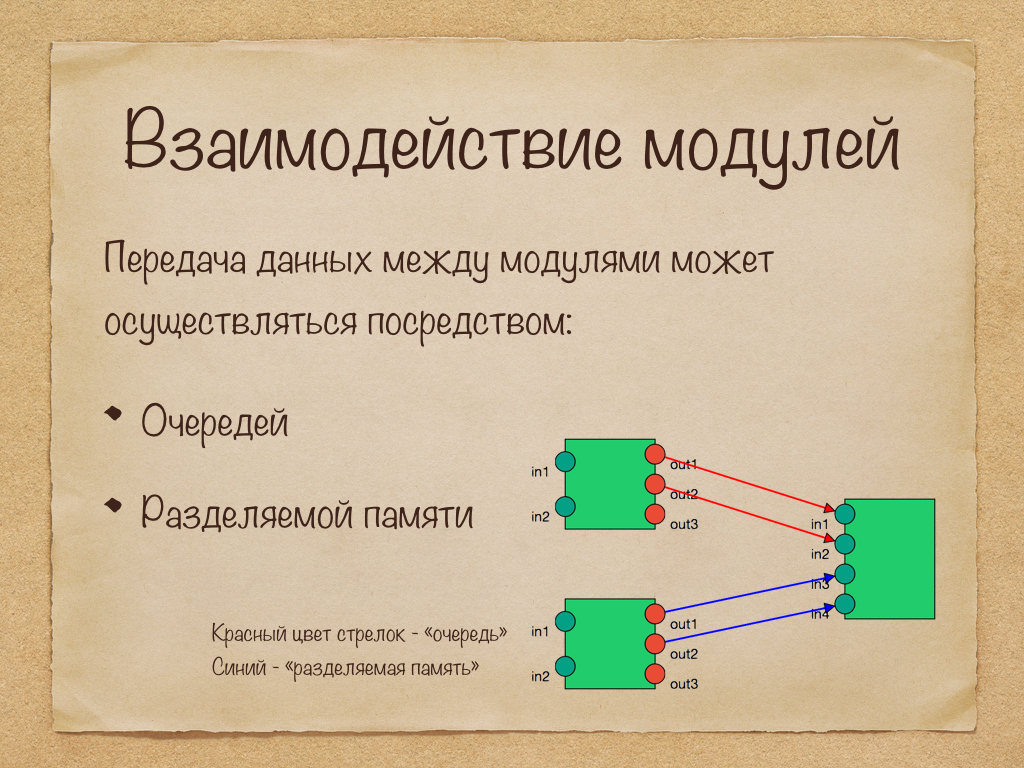 Взаимодействие модулей
Передача данных между модулями может
осуществляться посредством:
Очередей
Разделяемой памяти
Красный цвет стрелок - «очередь»
Синий - «разделяемая память»
in1
in2
out1
out2
out3
in1
in2
out1
out2
out3
in1
in2
in3
in4